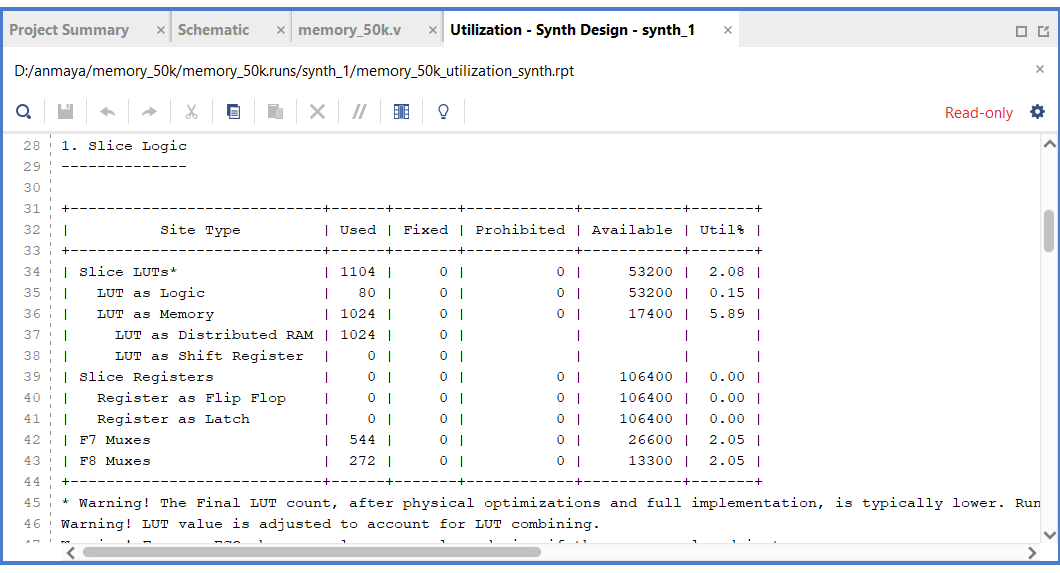 Project Summary × Schematic × memory_50k.v × Utilization - Synth Design - synth_1 ×
D:/anmaya/memory_50k/memory_50k.runs/synth_1/memory_50k_utilization_synth.rpt ×
Read-only
28 1. Slice Logic
29 --------------
30
31 +----------------------------+------+-------+------------+-----------+-------+
32 |          Site Type         | Used | Fixed | Prohibited | Available | Util% |
33 +----------------------------+------+-------+------------+-----------+-------+
34 | Slice LUTs*                | 1104 |     0 |          0 |     53200 |  2.08 |
35 |   LUT as Logic             |   80 |     0 |          0 |     53200 |  0.15 |
36 |   LUT as Memory            | 1024 |     0 |          0 |     17400 |  5.89 |
37 |     LUT as Distributed RAM | 1024 |     0 |            |           |       |
38 |     LUT as Shift Register  |    0 |     0 |            |           |       |
39 | Slice Registers            |    0 |     0 |          0 |    106400 |  0.00 |
40 |   Register as Flip Flop    |    0 |     0 |          0 |    106400 |  0.00 |
41 |   Register as Latch        |    0 |     0 |          0 |    106400 |  0.00 |
42 | F7 Muxes                   |  544 |     0 |          0 |     26600 |  2.05 |
43 | F8 Muxes                   |  272 |     0 |          0 |     13300 |  2.05 |
44 +----------------------------+------+-------+------------+-----------+-------+
45 * Warning! The Final LUT count, after physical optimizations and full implementation, is typically lower. Run
46 Warning! LUT value is adjusted to account for LUT combining.